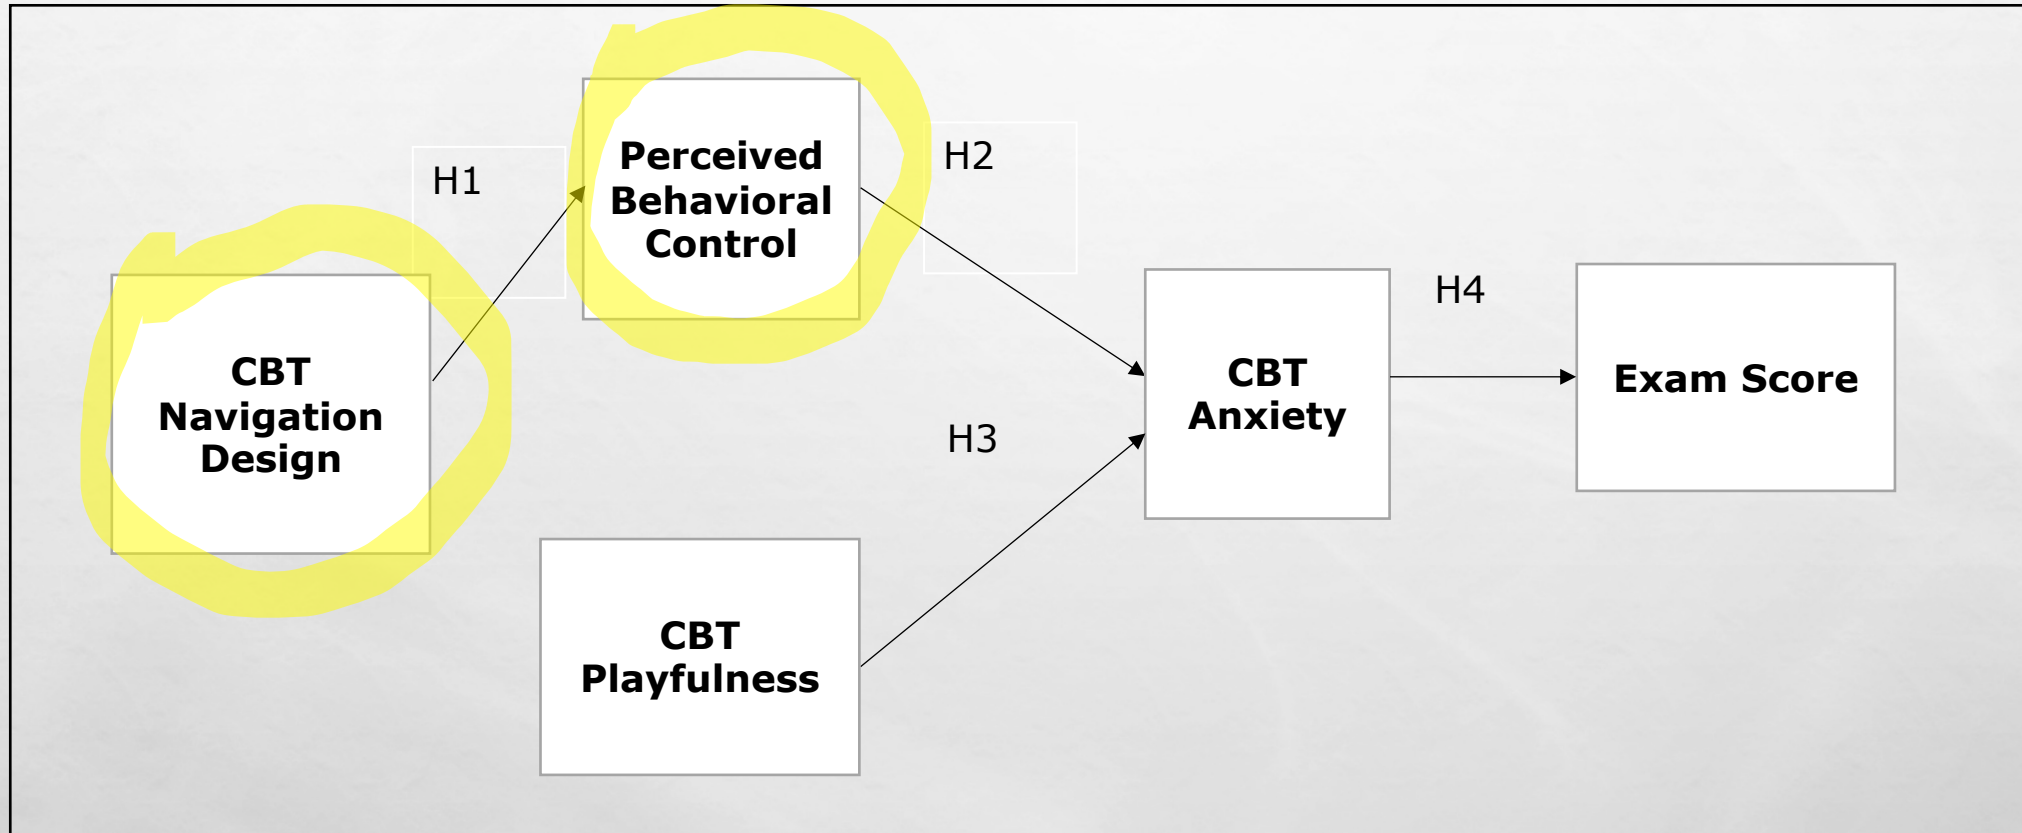 H1
Perceived
Behavioral
Control
H2
CBT
Navigation
Design
CBT
Anxiety
H4
Exam Score
H3
CBT
Playfulness